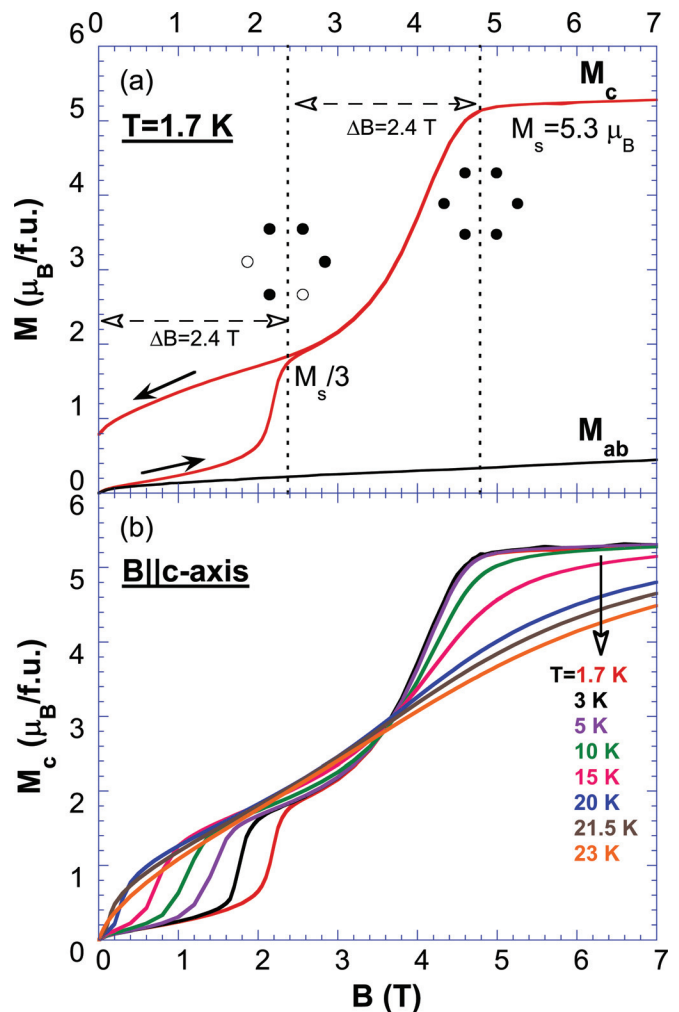 0 1 2 3 4 5 6 7
6
(a)
M_c
5
T=1.7 K
ΔB=2.4 T
M_s=5.3 μ_B
4
3
M (μ_B/f.u.)
2
ΔB=2.4 T
M_s/3
1
M_ab
0
(b)
5
B||c-axis
4
T=1.7 K
3 K
3
5 K
M_c (μ_B/f.u.)
10 K
15 K
2
20 K
21.5 K
1
23 K
0
0 1 2 3 4 5 6 7
B (T)